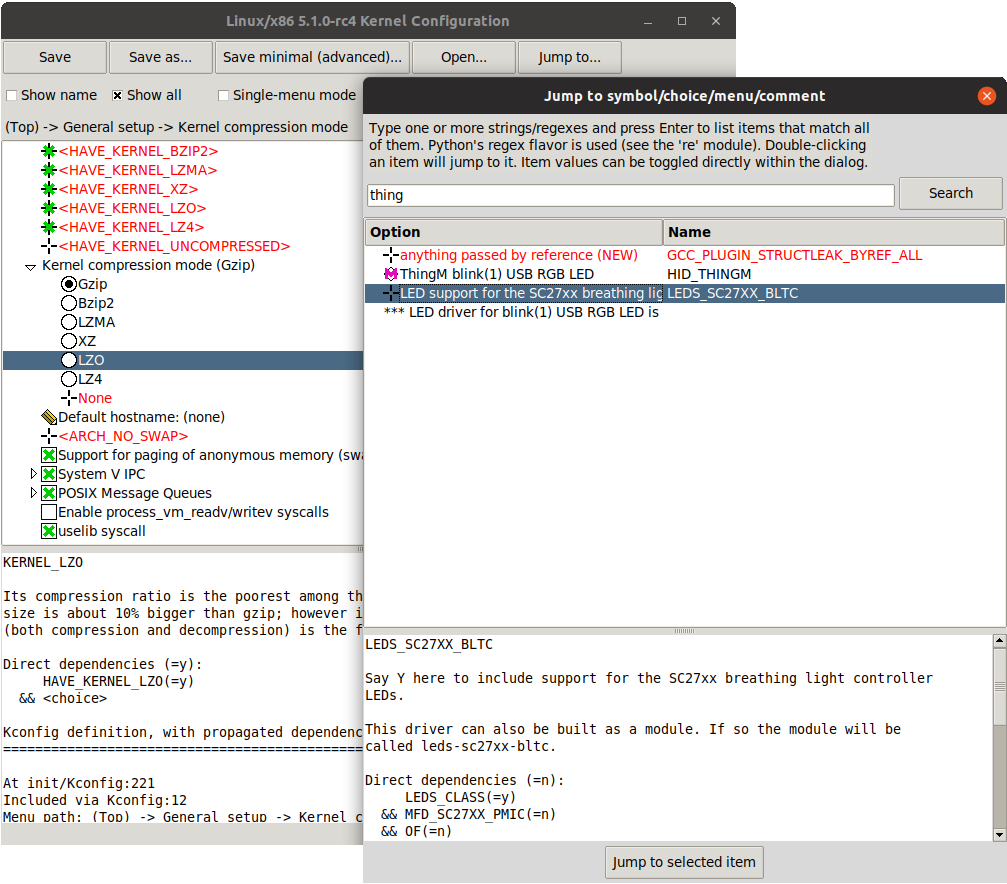 Linux/x86 5.1.0-rc4 Kernel Configuration
Save Save as... Save minimal (advanced)... Open... Jump to...
Show name Show all Single-menu mode
(Top) -> General setup -> Kernel compression mode
<HAVE_KERNEL_BZIP2>
<HAVE_KERNEL_LZMA>
<HAVE_KERNEL_XZ>
<HAVE_KERNEL_LZO>
<HAVE_KERNEL_LZ4>
<HAVE_KERNEL_UNCOMPRESSED>
Kernel compression mode (Gzip)
Gzip
Bzip2
LZMA
XZ
LZO
LZ4
None
Default hostname: (none)
<ARCH_NO_SWAP>
Support for paging of anonymous memory (swa
System V IPC
POSIX Message Queues
Enable process_vm_readv/writev syscalls
uselib syscall
KERNEL_LZO
Its compression ratio is the poorest among th
size is about 10% bigger than gzip; however i
(both compression and decompression) is the f
Direct dependencies (=y):
HAVE_KERNEL_LZO(=y)
&& <choice>
Kconfig definition, with propagated dependenc
=============================================
At init/Kconfig:221
Included via Kconfig:12
Menu path: (Top) -> General setup -> Kernel c
Jump to symbol/choice/menu/comment
Type one or more strings/regexes and press Enter to list items that match all
of them. Python's regex flavor is used (see the 're' module). Double-clicking
an item will jump to it. Item values can be toggled directly within the dialog.
thing Search
Option Name
anything passed by reference (NEW) GCC_PLUGIN_STRUCTLEAK_BYREF_ALL
ThingM blink(1) USB RGB LED HID_THINGM
LED support for the SC27xx breathing lig LEDS_SC27XX_BLTC
*** LED driver for blink(1) USB RGB LED is
LEDS_SC27XX_BLTC
Say Y here to include support for the SC27xx breathing light controller
LEDs.
This driver can also be built as a module. If so the module will be
called leds-sc27xx-bltc.
Direct dependencies (=n):
LEDS_CLASS(=y)
&& MFD_SC27XX_PMIC(=n)
&& OF(=n)
Jump to selected item